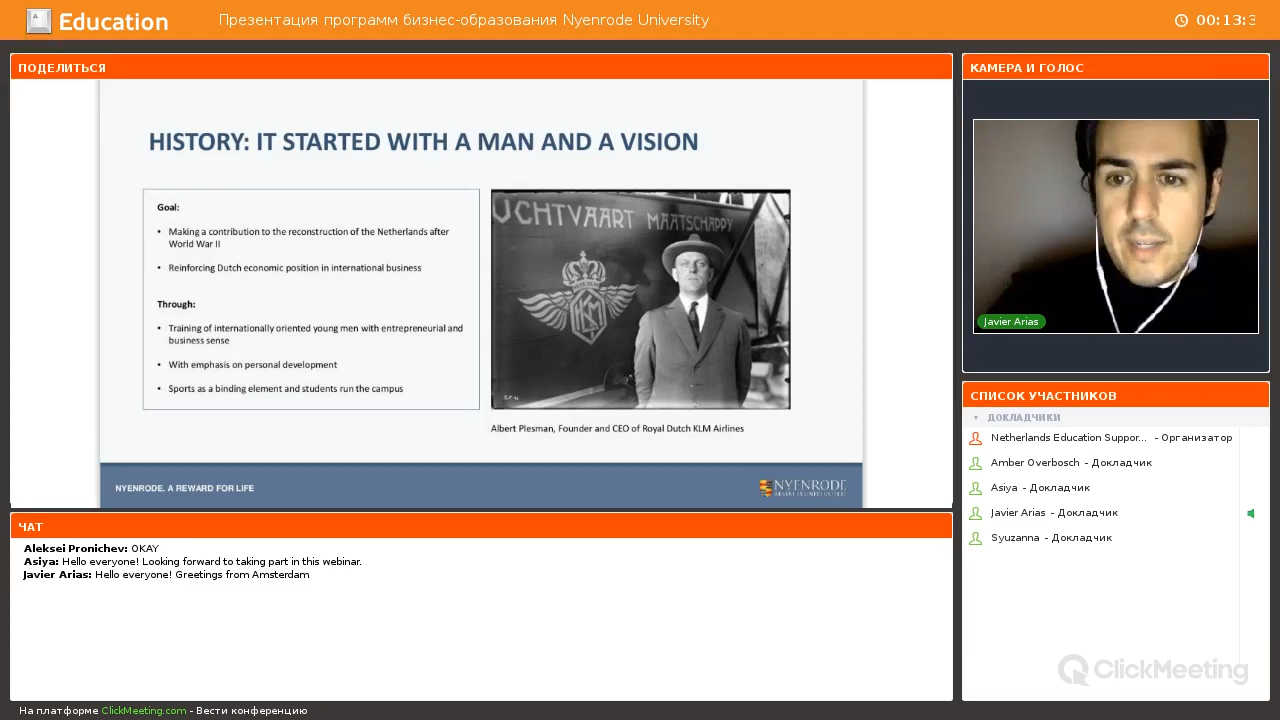 A
Education
Презентация программ бизнес-образования Nyenrode University
00:13:3
ПОДЕЛИТЬСЯ
HISTORY: IT STARTED WITH A MAN AND A VISION
Goal:
• Making a contribution to the reconstruction of the Netherlands after
World War II
• Reinforcing Dutch economic position in international business
Through:
• Training of internationally oriented young men with entrepreneurial and
business sense
• With emphasis on personal development
• Sports as a binding element and students run the campus
UCHTVAART MAATSCHAPPY
KLM
Albert Plesman, Founder and CEO of Royal Dutch KLM Airlines
NYENRODE. A REWARD FOR LIFE
NYENRODE
ЧАТ
Aleksei Pronichev: OKAY
Asiya: Hello everyone! Looking forward to taking part in this webinar.
Javier Arias: Hello everyone! Greetings from Amsterdam
КАМЕРА И ГОЛОС
Javier Arias
СПИСОК УЧАСТНИКОВ
ДОКЛАДЧИКИ
Netherlands Education Suppor... - Организатор
Amber Overbosch - Докладчик
Asiya - Докладчик
Javier Arias - Докладчик
Syuzanna - Докладчик
ClickMeeting
На платформе ClickMeeting.com - Вести конференцию